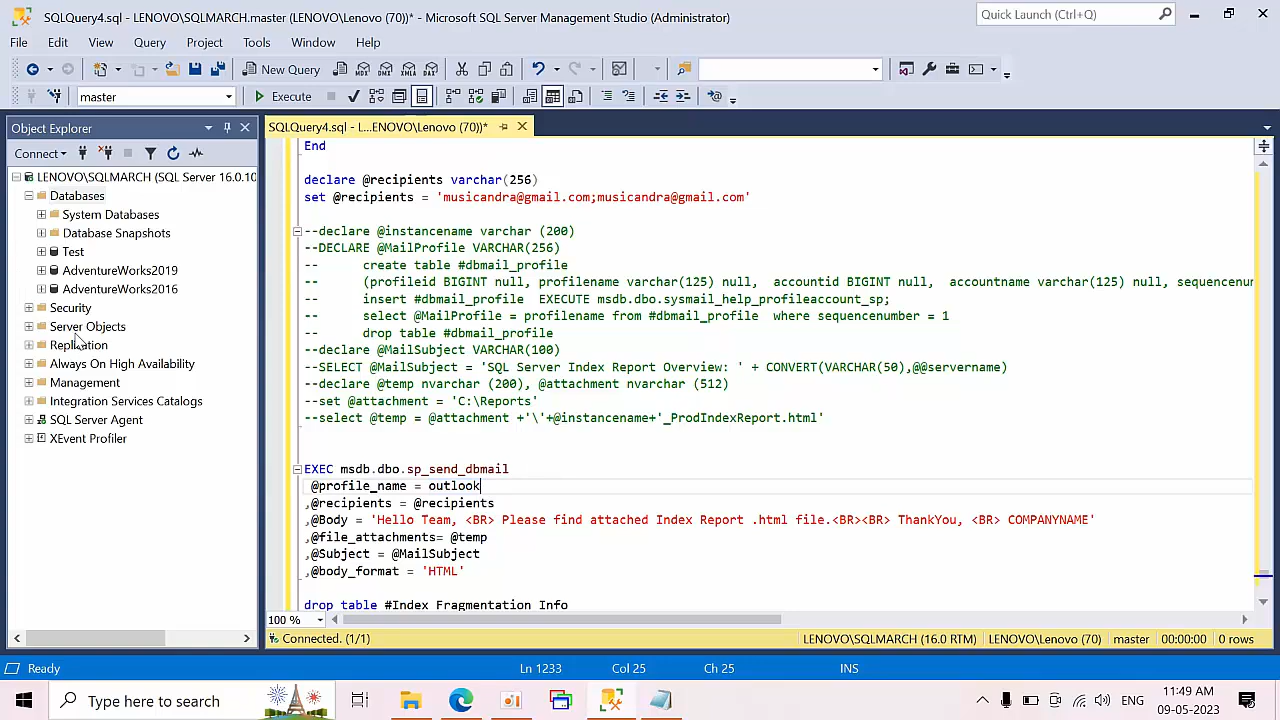 SQLQuery4.sql - LENOVO\SQLMARCH.master (LENOVO\Lenovo (70))* - Microsoft SQL Server Management Studio (Administrator)
Quick Launch (Ctrl+Q)
File Edit View Query Project Tools Window Help
New Query
MDX DMX XMLA DAX
master
Execute
Object Explorer
SQLQuery4.sql - L...ENOVO\Lenovo (70))*
Connect
LENOVO\SQLMARCH (SQL Server 16.0.10
Databases
System Databases
Database Snapshots
Test
AdventureWorks2019
AdventureWorks2016
Security
Server Objects
Replication
Always On High Availability
Management
Integration Services Catalogs
SQL Server Agent
XEvent Profiler
End
declare @recipients varchar(256)
set @recipients = 'musicandra@gmail.com;musicandra@gmail.com'
--declare @instancename varchar (200)
--DECLARE @MailProfile VARCHAR(256)
-- create table #dbmail_profile
-- (profileid BIGINT null, profilename varchar(125) null, accountid BIGINT null, accountname varchar(125) null, sequencenum
-- insert #dbmail_profile EXECUTE msdb.dbo.sysmail_help_profileaccount_sp;
-- select @MailProfile = profilename from #dbmail_profile where sequencenumber = 1
-- drop table #dbmail_profile
--declare @MailSubject VARCHAR(100)
--SELECT @MailSubject = 'SQL Server Index Report Overview: ' + CONVERT(VARCHAR(50),@@servername)
--declare @temp nvarchar (200), @attachment nvarchar (512)
--set @attachment = 'C:\Reports'
--select @temp = @attachment +'\'+@instancename+'_ProdIndexReport.html'
EXEC msdb.dbo.sp_send_dbmail
@profile_name = outlook
,@recipients = @recipients
,@Body = 'Hello Team, <BR> Please find attached Index Report .html file.<BR><BR> ThankYou, <BR> COMPANYNAME'
,@file_attachments= @temp
,@Subject = @MailSubject
,@body_format = 'HTML'
drop table #Index_Fragmentation_Info
100 %
Connected. (1/1)
LENOVO\SQLMARCH (16.0 RTM) LENOVO\Lenovo (70) master 00:00:00 0 rows
Ready
Ln 1233 Col 25 Ch 25 INS
Type here to search
ENG
11:49 AM
09-05-2023